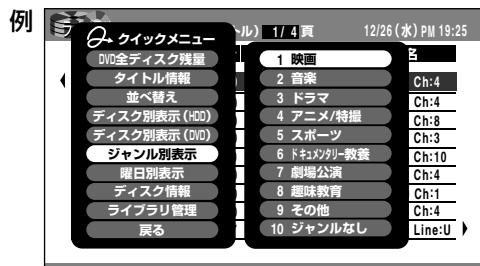 例
クイックメニュー
トル) 1/ 4 頁 12/26(水) PM 19:25
名
DVD全ディスク残量
タイトル情報
並べ替え
ディスク別表示(HDD)
ディスク別表示(DVD)
ジャンル別表示
曜日別表示
ディスク情報
ライブラリ管理
戻る
1 映画
2 音楽
3 ドラマ
4 アニメ/特撮
5 スポーツ
6 ドキュメンタリー教養
7 劇場公演
8 趣味教育
9 その他
10 ジャンルなし
Ch:4
Ch:4
Ch:8
Ch:3
Ch:10
Ch:4
Ch:1
Ch:4
Line:U